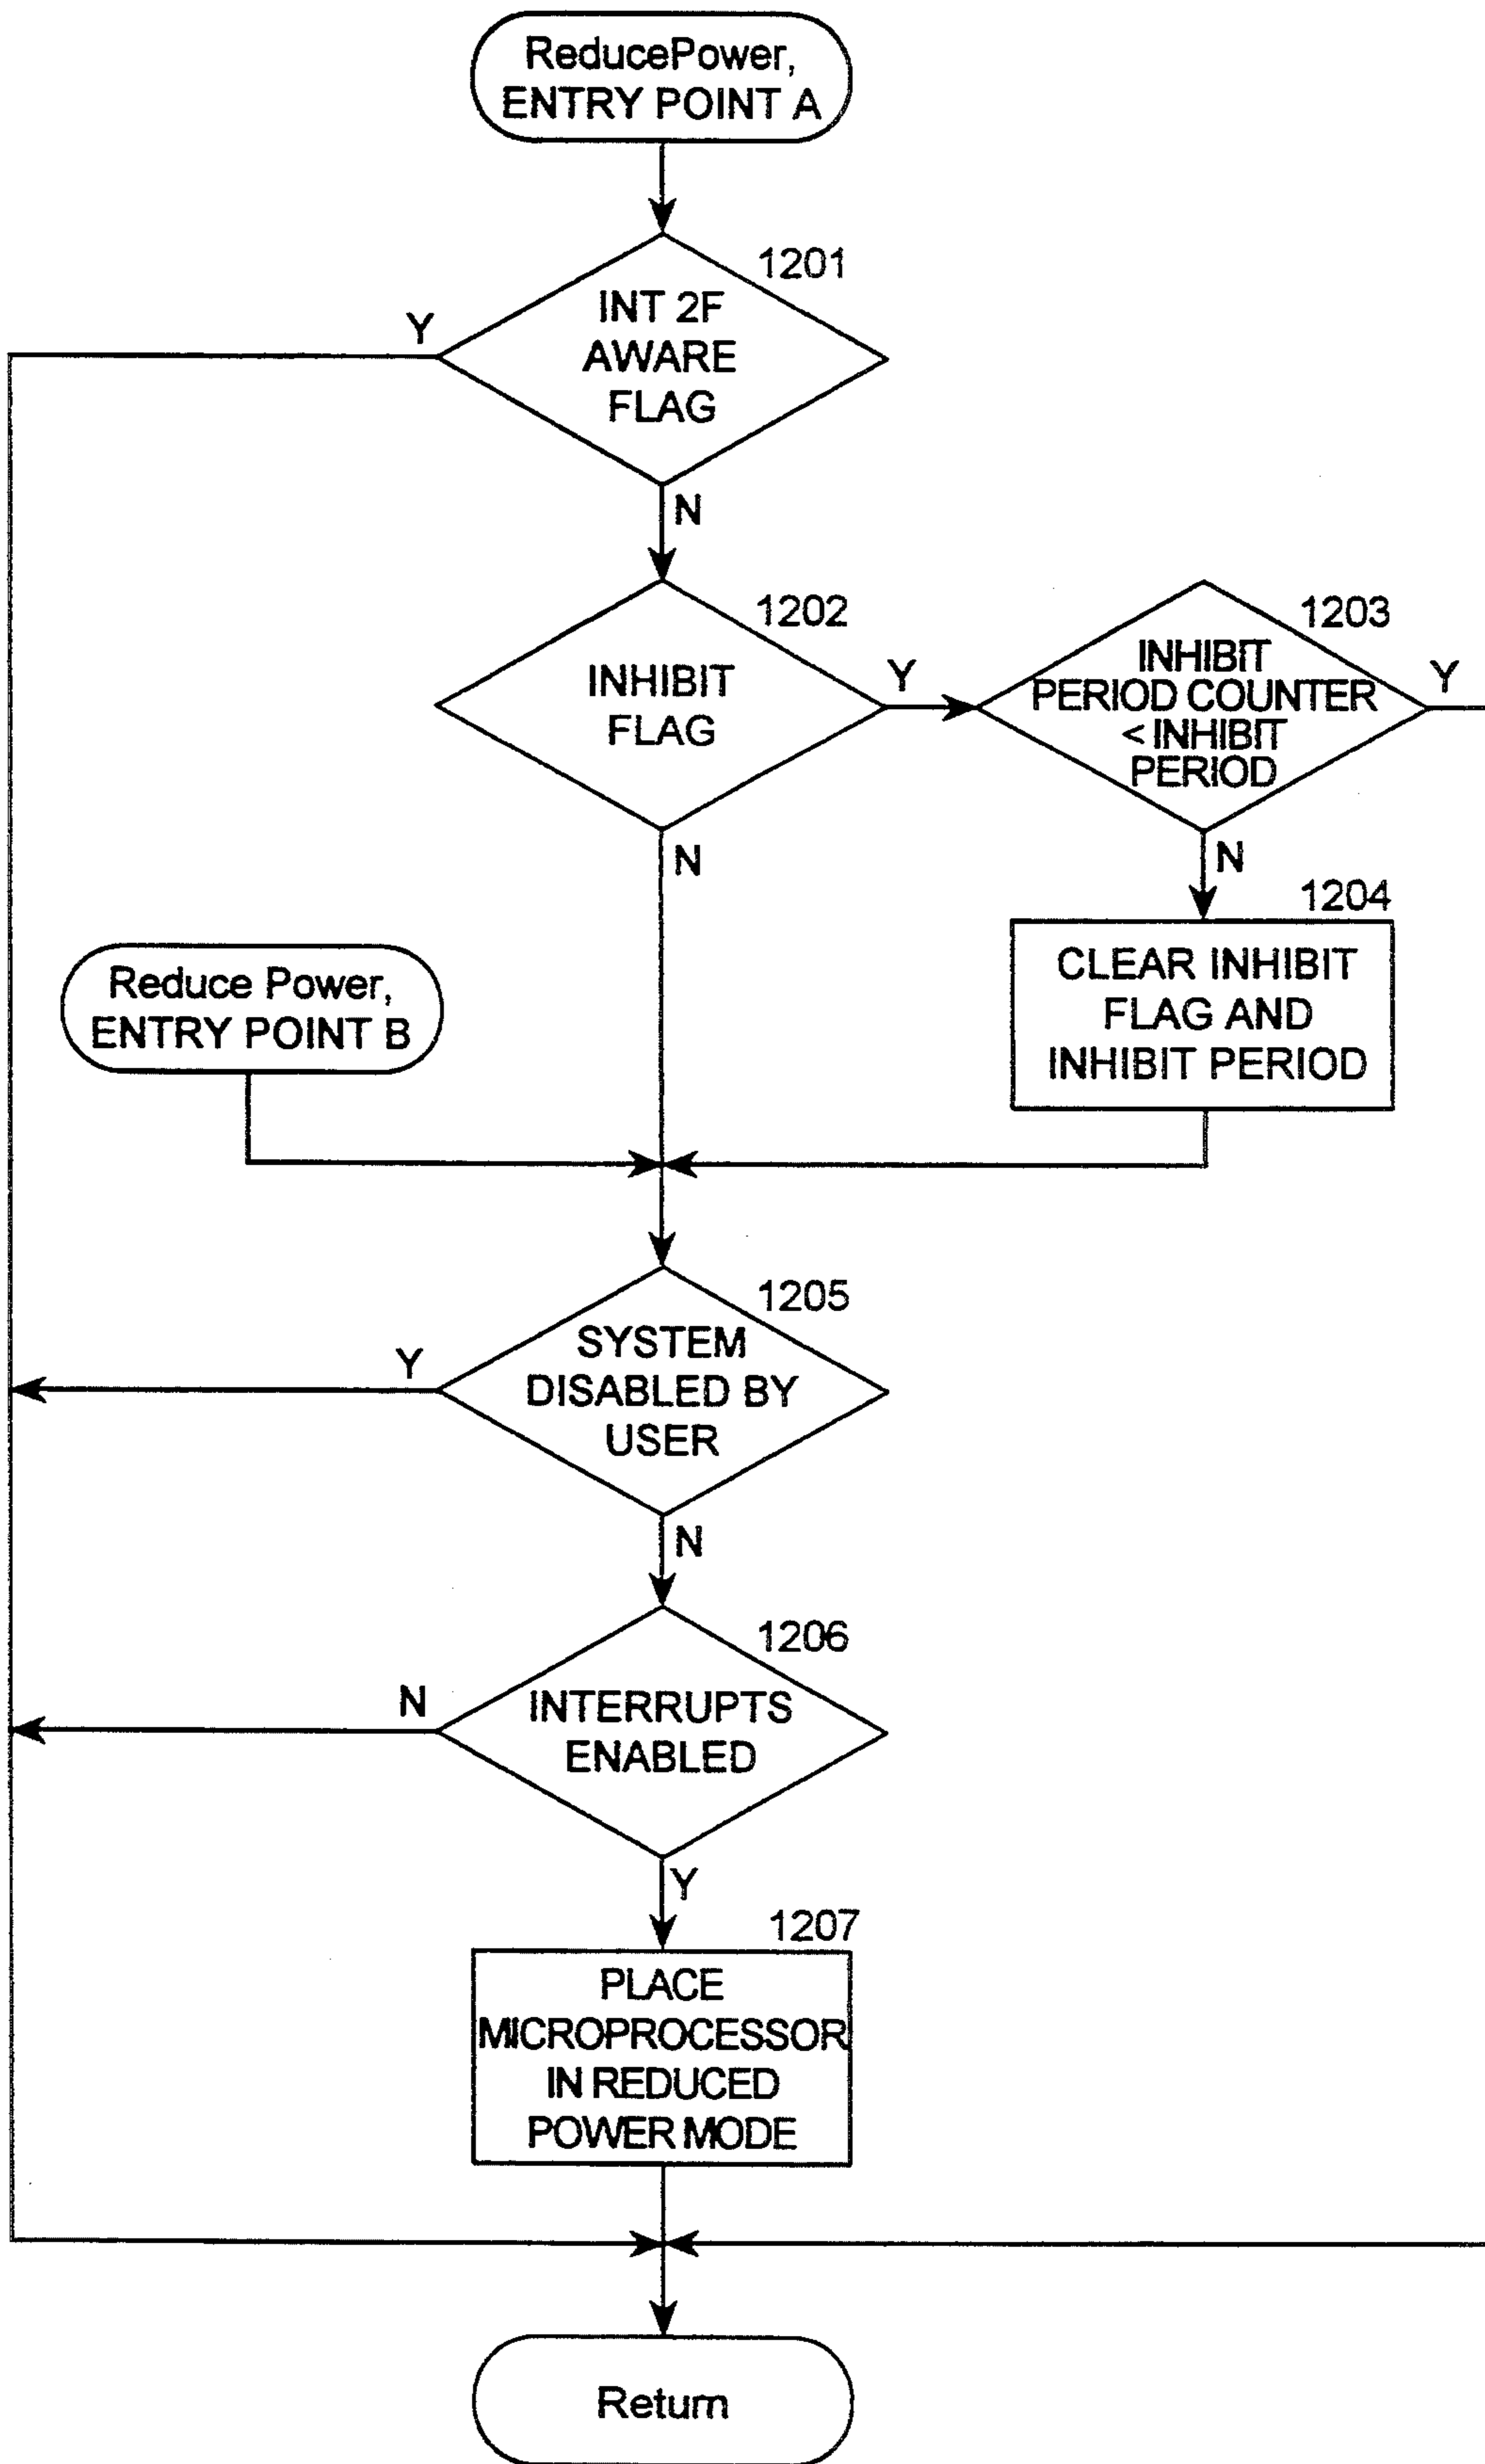 ReducePower,
ENTRY POINT A
1201
INT 2F
AWARE
FLAG
Y
N
1202
INHIBIT
FLAG
Y
N
1203
INHIBIT
PERIOD COUNTER
< INHIBIT
PERIOD
Y
N
1204
CLEAR INHIBIT
FLAG AND
INHIBIT PERIOD
Reduce Power,
ENTRY POINT B
1205
SYSTEM
DISABLED BY
USER
Y
N
1206
INTERRUPTS
ENABLED
N
Y
1207
PLACE
MICROPROCESSOR
IN REDUCED
POWER MODE
Return